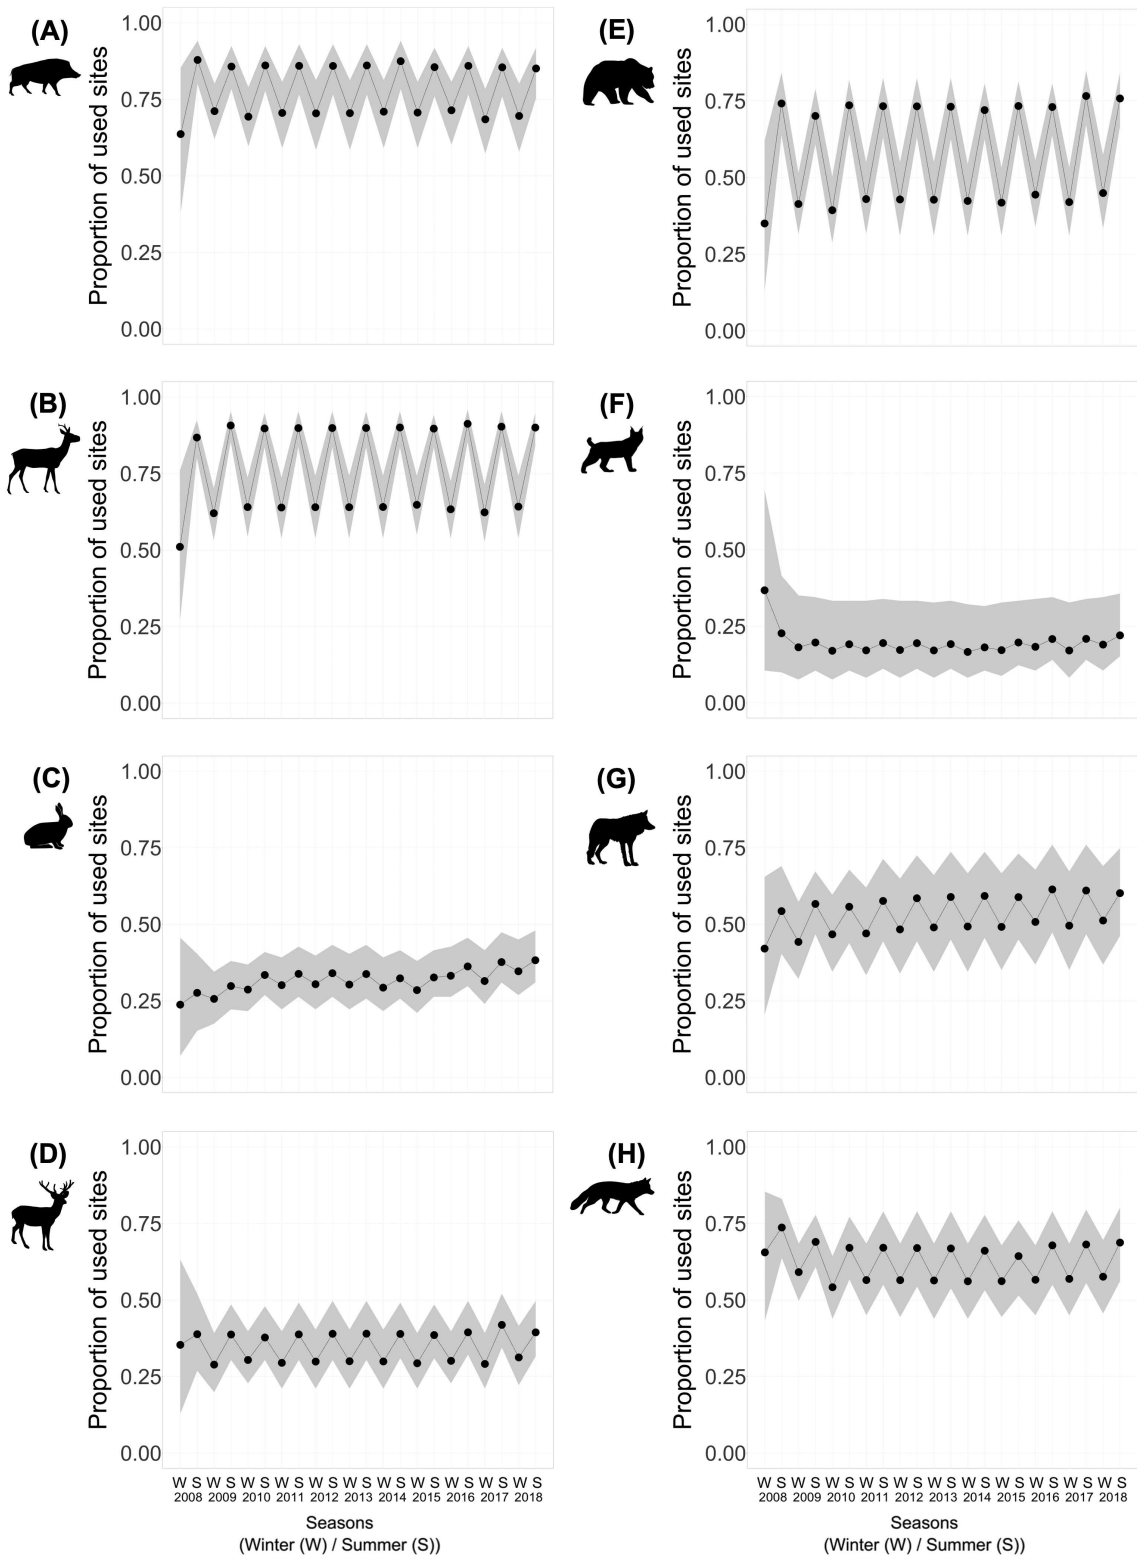 (A)
1.00
0.75
0.50
0.25
0.00
Proportion of used sites
(E)
1.00
0.75
0.50
0.25
0.00
Proportion of used sites
(B)
1.00
0.75
0.50
0.25
0.00
Proportion of used sites
(F)
1.00
0.75
0.50
0.25
0.00
Proportion of used sites
(C)
1.00
0.75
0.50
0.25
0.00
Proportion of used sites
(G)
1.00
0.75
0.50
0.25
0.00
Proportion of used sites
(D)
1.00
0.75
0.50
0.25
0.00
Proportion of used sites
(H)
1.00
0.75
0.50
0.25
0.00
Proportion of used sites
W S W S W S W S W S W S W S W S W S W S W S
2008 2009 2010 2011 2012 2013 2014 2015 2016 2017 2018
Seasons
(Winter (W) / Summer (S))
W S W S W S W S W S W S W S W S W S W S W S
2008 2009 2010 2011 2012 2013 2014 2015 2016 2017 2018
Seasons
(Winter (W) / Summer (S))